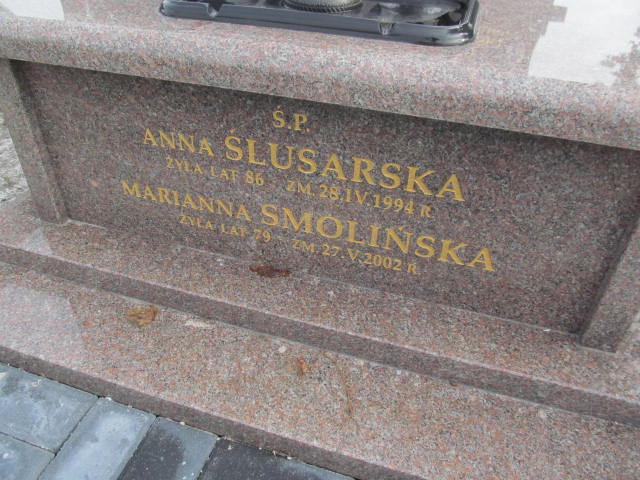 Ś.P.
ANNA ŚLUSARSKA
ŻYŁA LAT 86 ZM. 28.IV.1994 R.
MARIANNA SMOLIŃSKA
ŻYŁA LAT 79 - ZM. 27.V.2002 R.